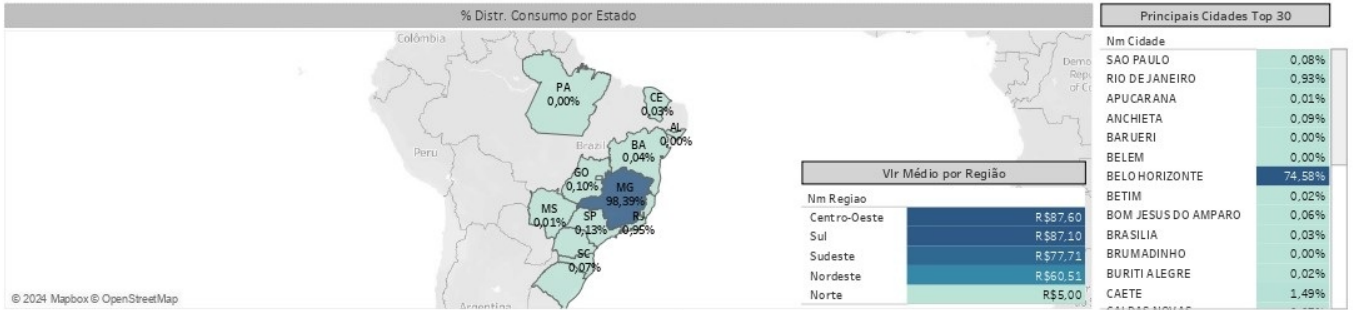 % Distr. Consumo por Estado
Colômbia
Peru
Brazil
Argentina
PA
0,00%
CE
0,03%
AL
0,00%
BA
0,04%
GO
0,10%
MG
98,39%
MS
0,01%
SP
0,13%
RJ
0,95%
SC
0,07%
© 2024 Mapbox © OpenStreetMap
Vlr Médio por Região
Nm Regiao
Centro-Oeste R$87,60
Sul R$87,10
Sudeste R$77,71
Nordeste R$60,51
Norte R$5,00
Principais Cidades Top 30
Nm Cidade
SAO PAULO 0,08%
RIO DE JANEIRO 0,93%
APUCARANA 0,01%
ANCHIETA 0,09%
BARUERI 0,00%
BELEM 0,00%
BELO HORIZONTE 74,58%
BETIM 0,02%
BOM JESUS DO AMPARO 0,06%
BRASILIA 0,03%
BRUMADINHO 0,00%
BURITI ALEGRE 0,02%
CAETE 1,49%